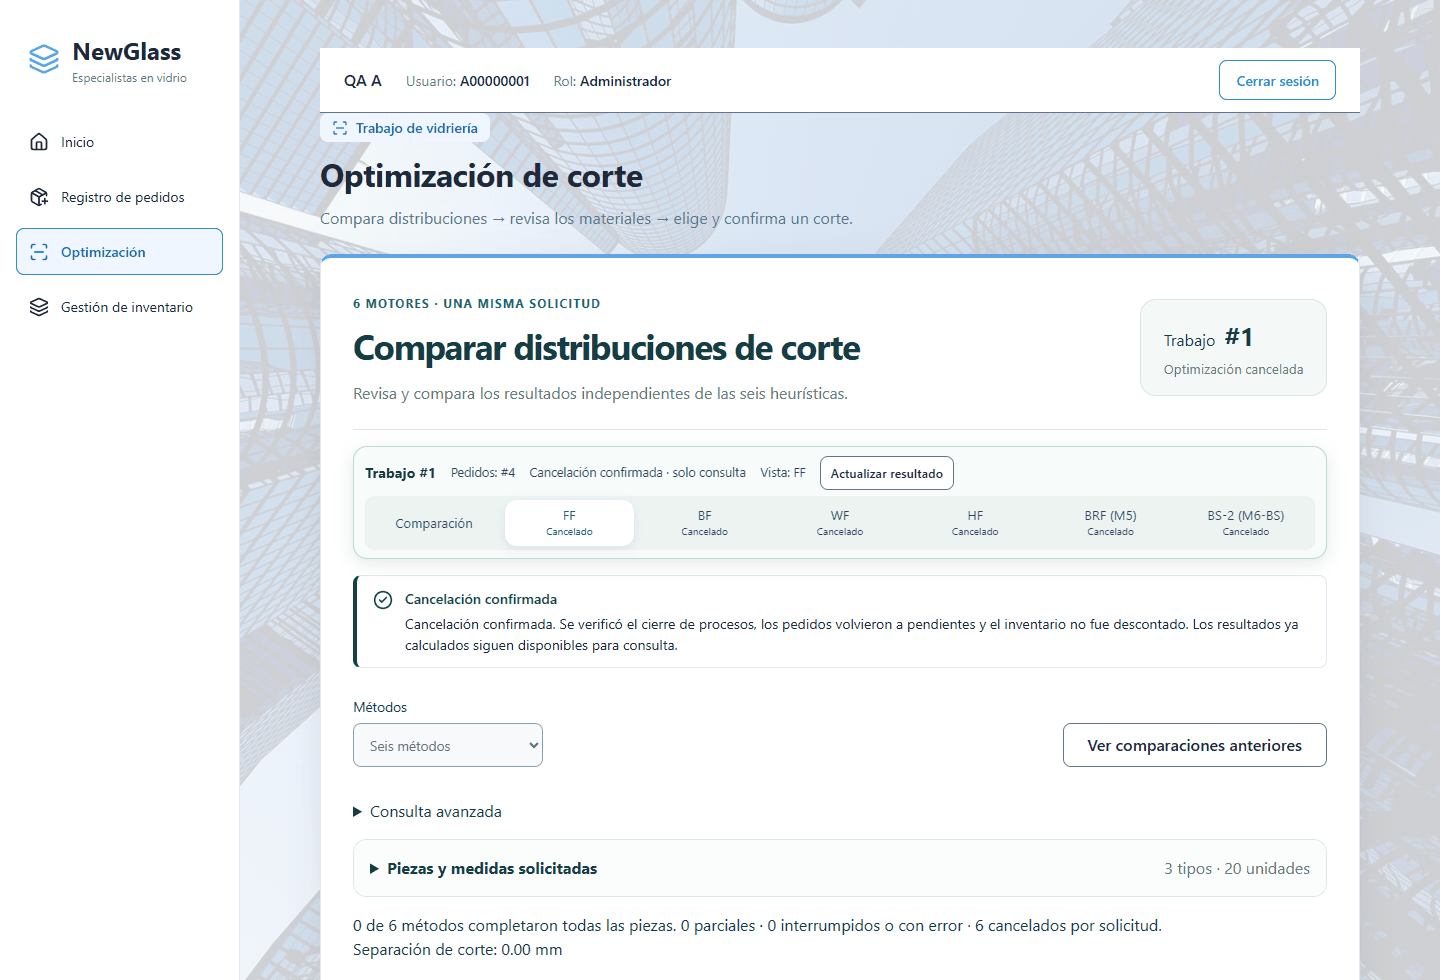 NewGlass
Especialistas en vidrio
Inicio
Registro de pedidos
Optimización
Gestión de inventario
QA A Usuario: A00000001 Rol: Administrador Cerrar sesión
Trabajo de vidriería
Optimización de corte
Compara distribuciones → revisa los materiales → elige y confirma un corte.
6 MOTORES · UNA MISMA SOLICITUD
Comparar distribuciones de corte
Revisa y compara los resultados independientes de las seis heurísticas.
Trabajo #1
Optimización cancelada
Trabajo #1 Pedidos: #4 Cancelación confirmada · solo consulta Vista: FF Actualizar resultado
Comparación
FF
Cancelado
BF
Cancelado
WF
Cancelado
HF
Cancelado
BRF (M5)
Cancelado
BS-2 (M6-BS)
Cancelado
Cancelación confirmada
Cancelación confirmada. Se verificó el cierre de procesos, los pedidos volvieron a pendientes y el inventario no fue descontado. Los resultados ya
calculados siguen disponibles para consulta.
Métodos
Seis métodos
Ver comparaciones anteriores
Consulta avanzada
Piezas y medidas solicitadas 3 tipos · 20 unidades
0 de 6 métodos completaron todas las piezas. 0 parciales · 0 interrumpidos o con error · 6 cancelados por solicitud.
Separación de corte: 0.00 mm